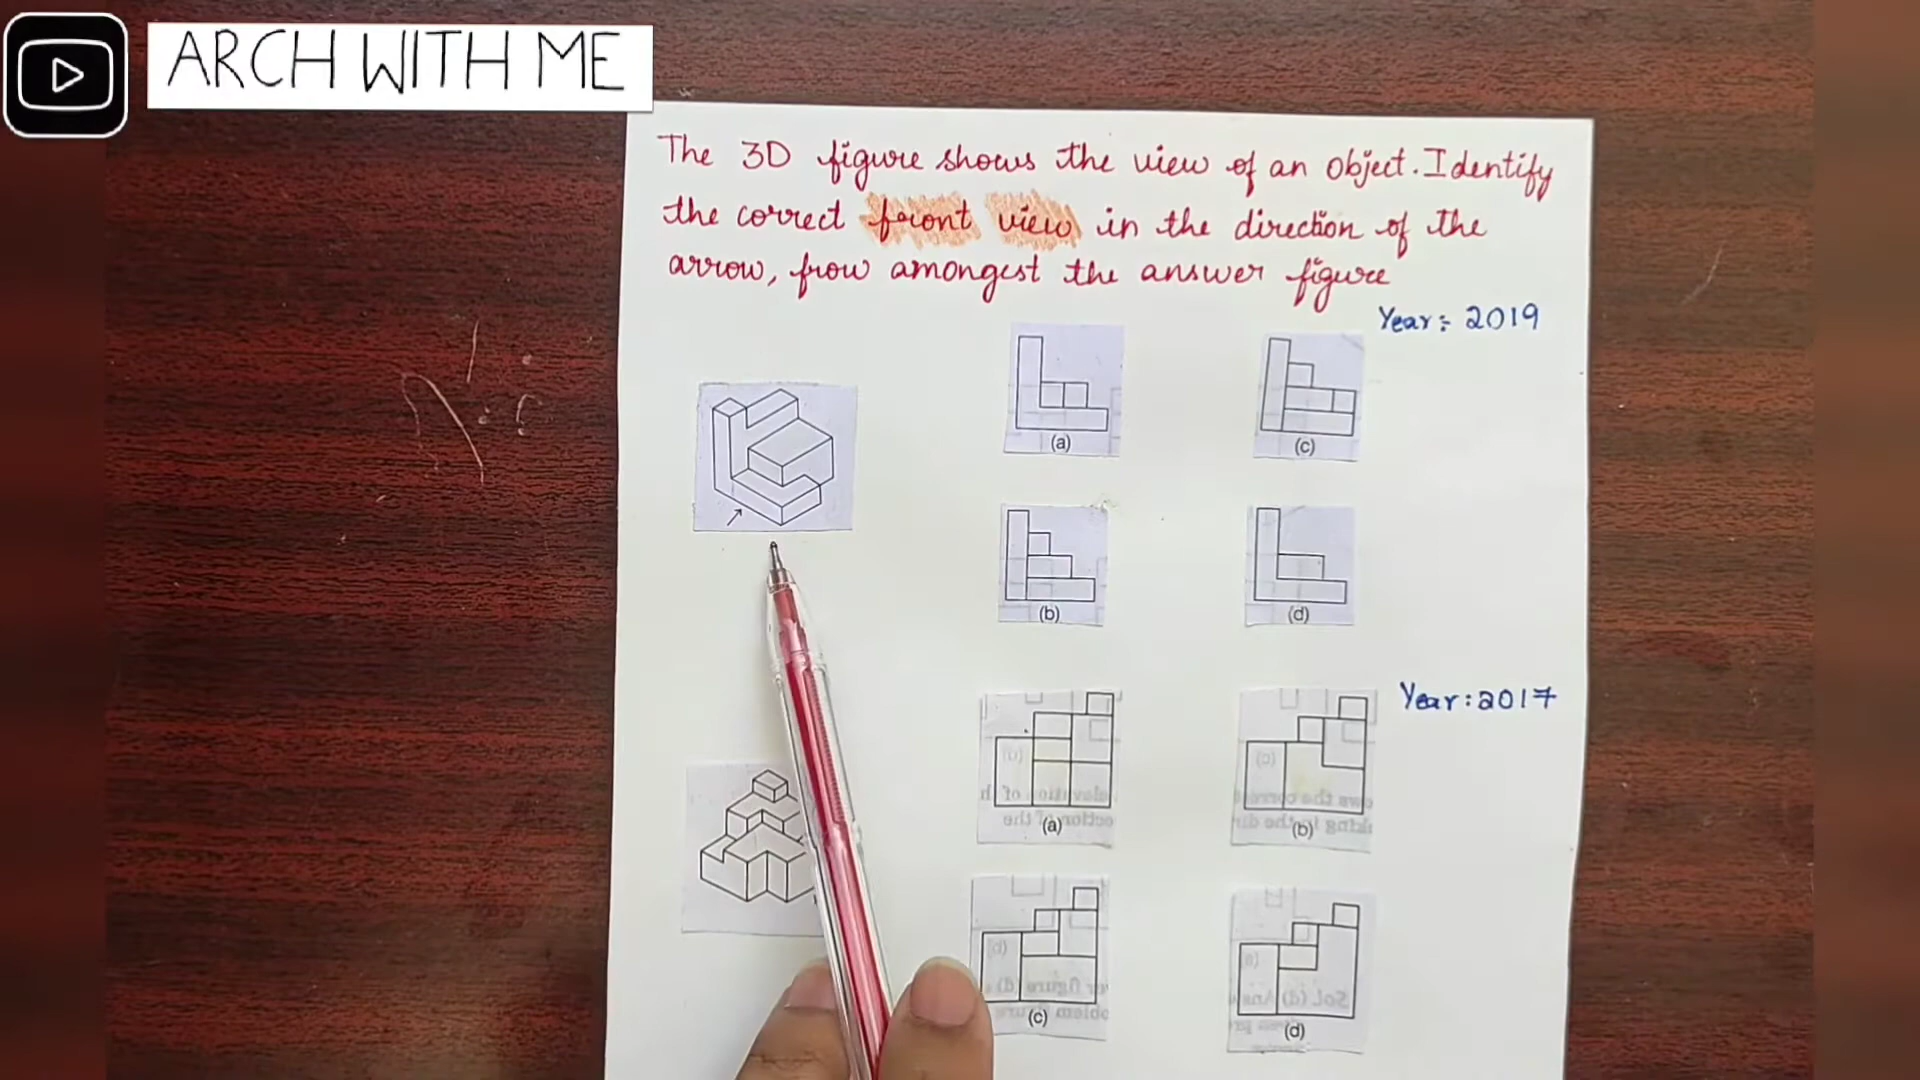 ARCH WITH ME
The 3D figure shows the view of an object. Identify
the correct front view in the direction of the
arrow, frow amongest the answer figure
Year: 2019
(a)
(c)
(b)
(d)
Year: 2017
(a)
(b)
(c)
(d)